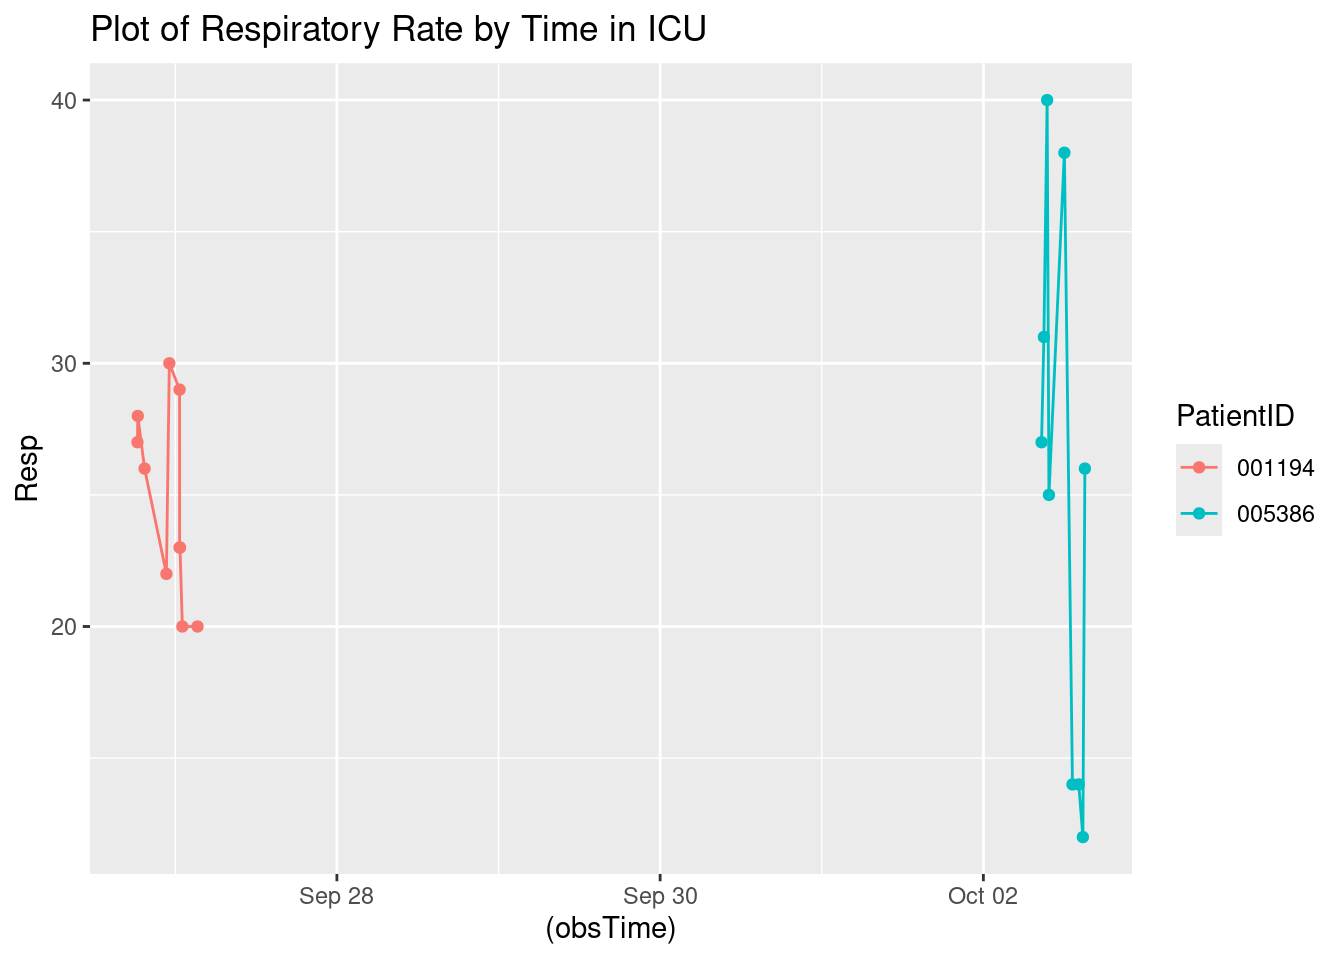 Plot of Respiratory Rate by Time in ICU
40
30
20
Resp
Sep 28
Sep 30
Oct 02
(obsTime)
PatientID
001194
005386